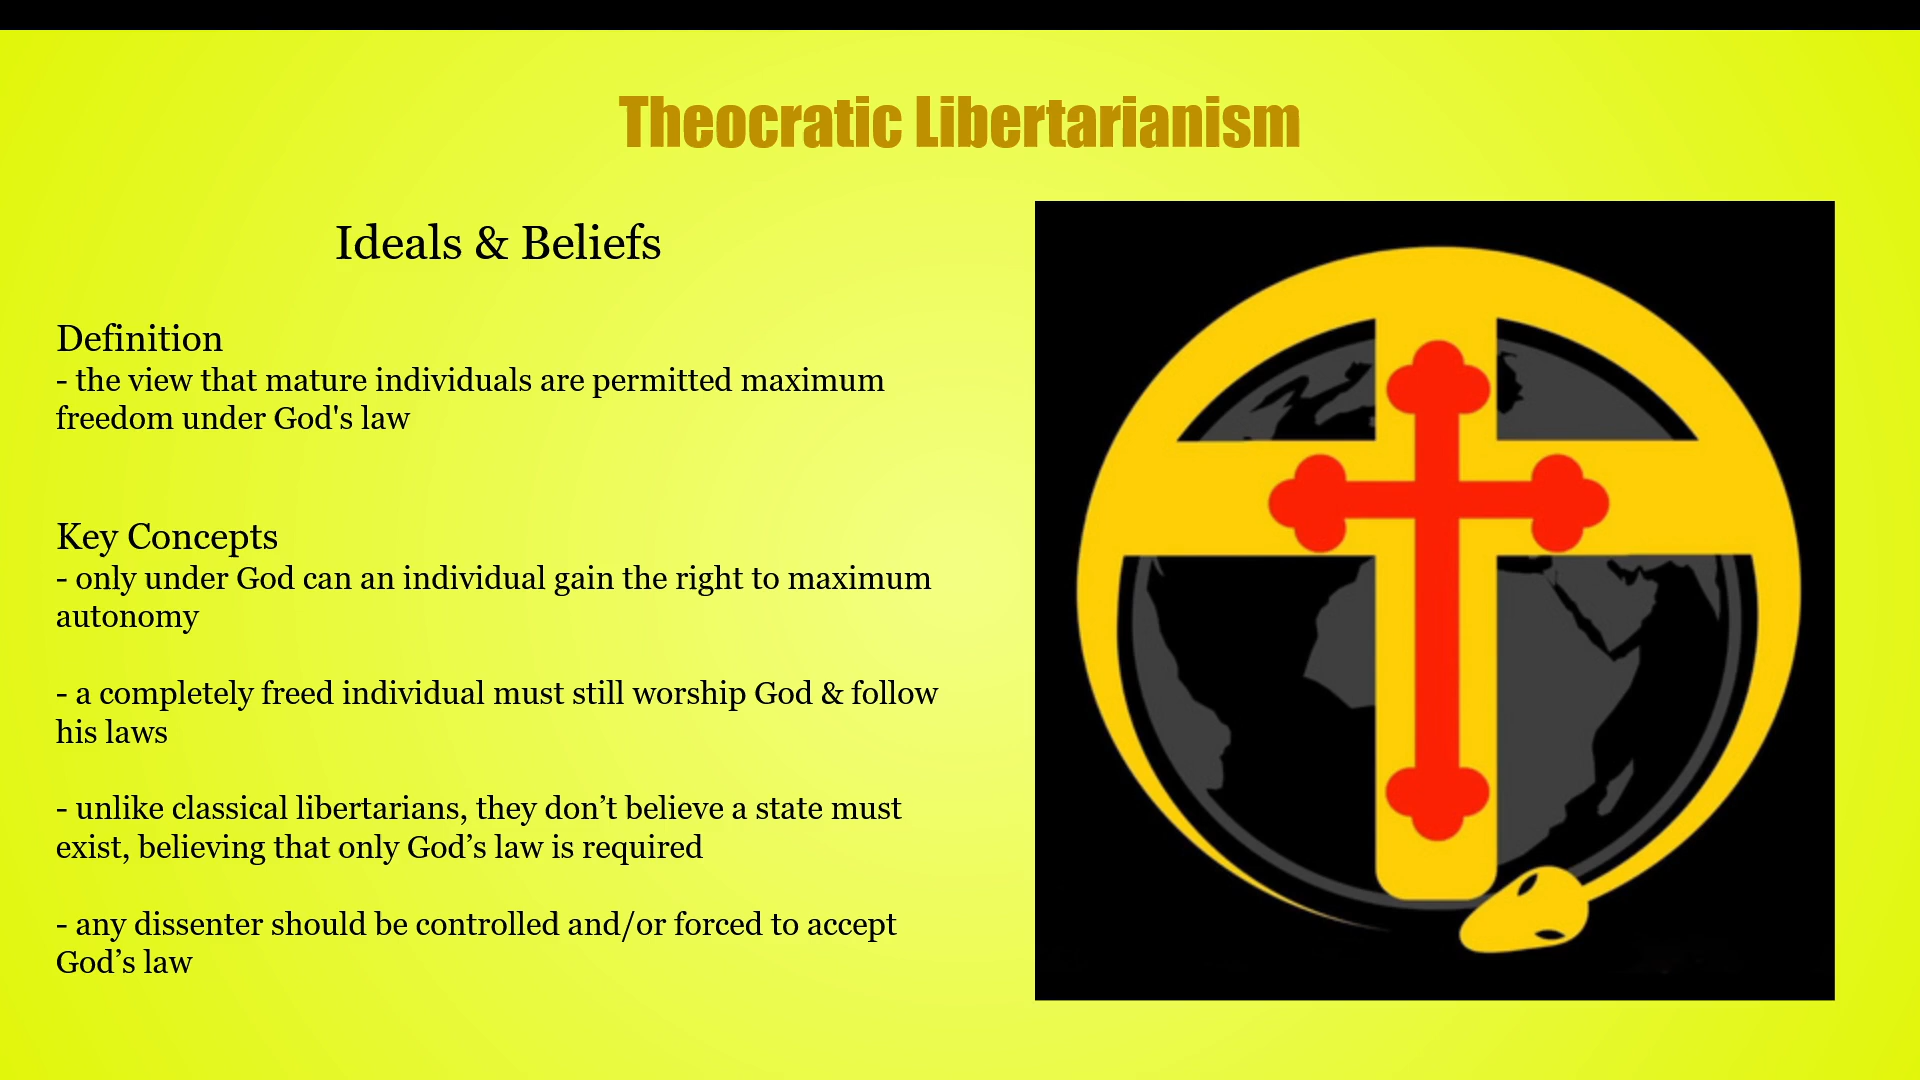 Theocratic Libertarianism
Ideals & Beliefs
Definition
- the view that mature individuals are permitted maximum
freedom under God's law
Key Concepts
- only under God can an individual gain the right to maximum
autonomy
- a completely freed individual must still worship God & follow
his laws
- unlike classical libertarians, they don’t believe a state must
exist, believing that only God’s law is required
- any dissenter should be controlled and/or forced to accept
God’s law